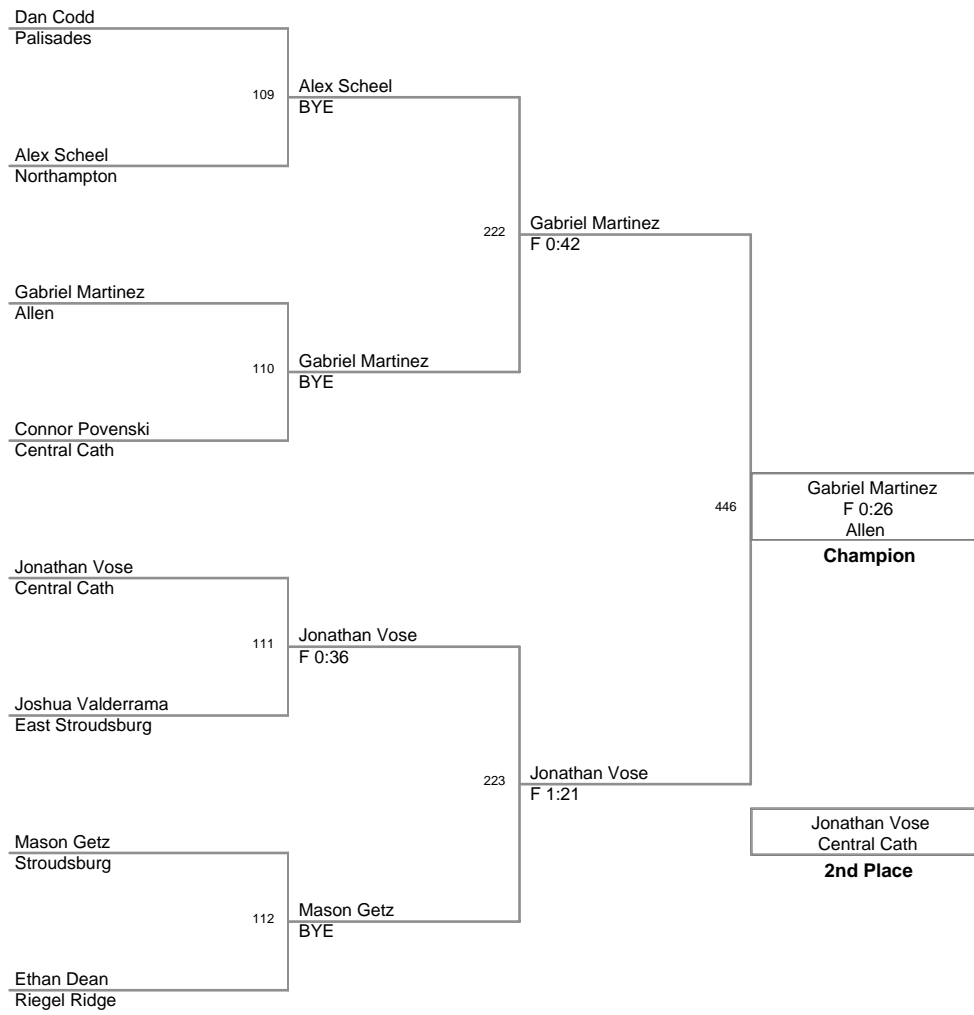 Dan Codd
Palisades
109
Alex Scheel
BYE
Alex Scheel
Northampton
222
Gabriel Martinez
F 0:42
Gabriel Martinez
Allen
110
Gabriel Martinez
BYE
Connor Povenski
Central Cath
446
Gabriel Martinez
F 0:26
Allen
Champion
Jonathan Vose
Central Cath
111
Jonathan Vose
F 0:36
Joshua Valderrama
East Stroudsburg
223
Jonathan Vose
F 1:21
Jonathan Vose
Central Cath
2nd Place
Mason Getz
Stroudsburg
112
Mason Getz
BYE
Ethan Dean
Riegel Ridge